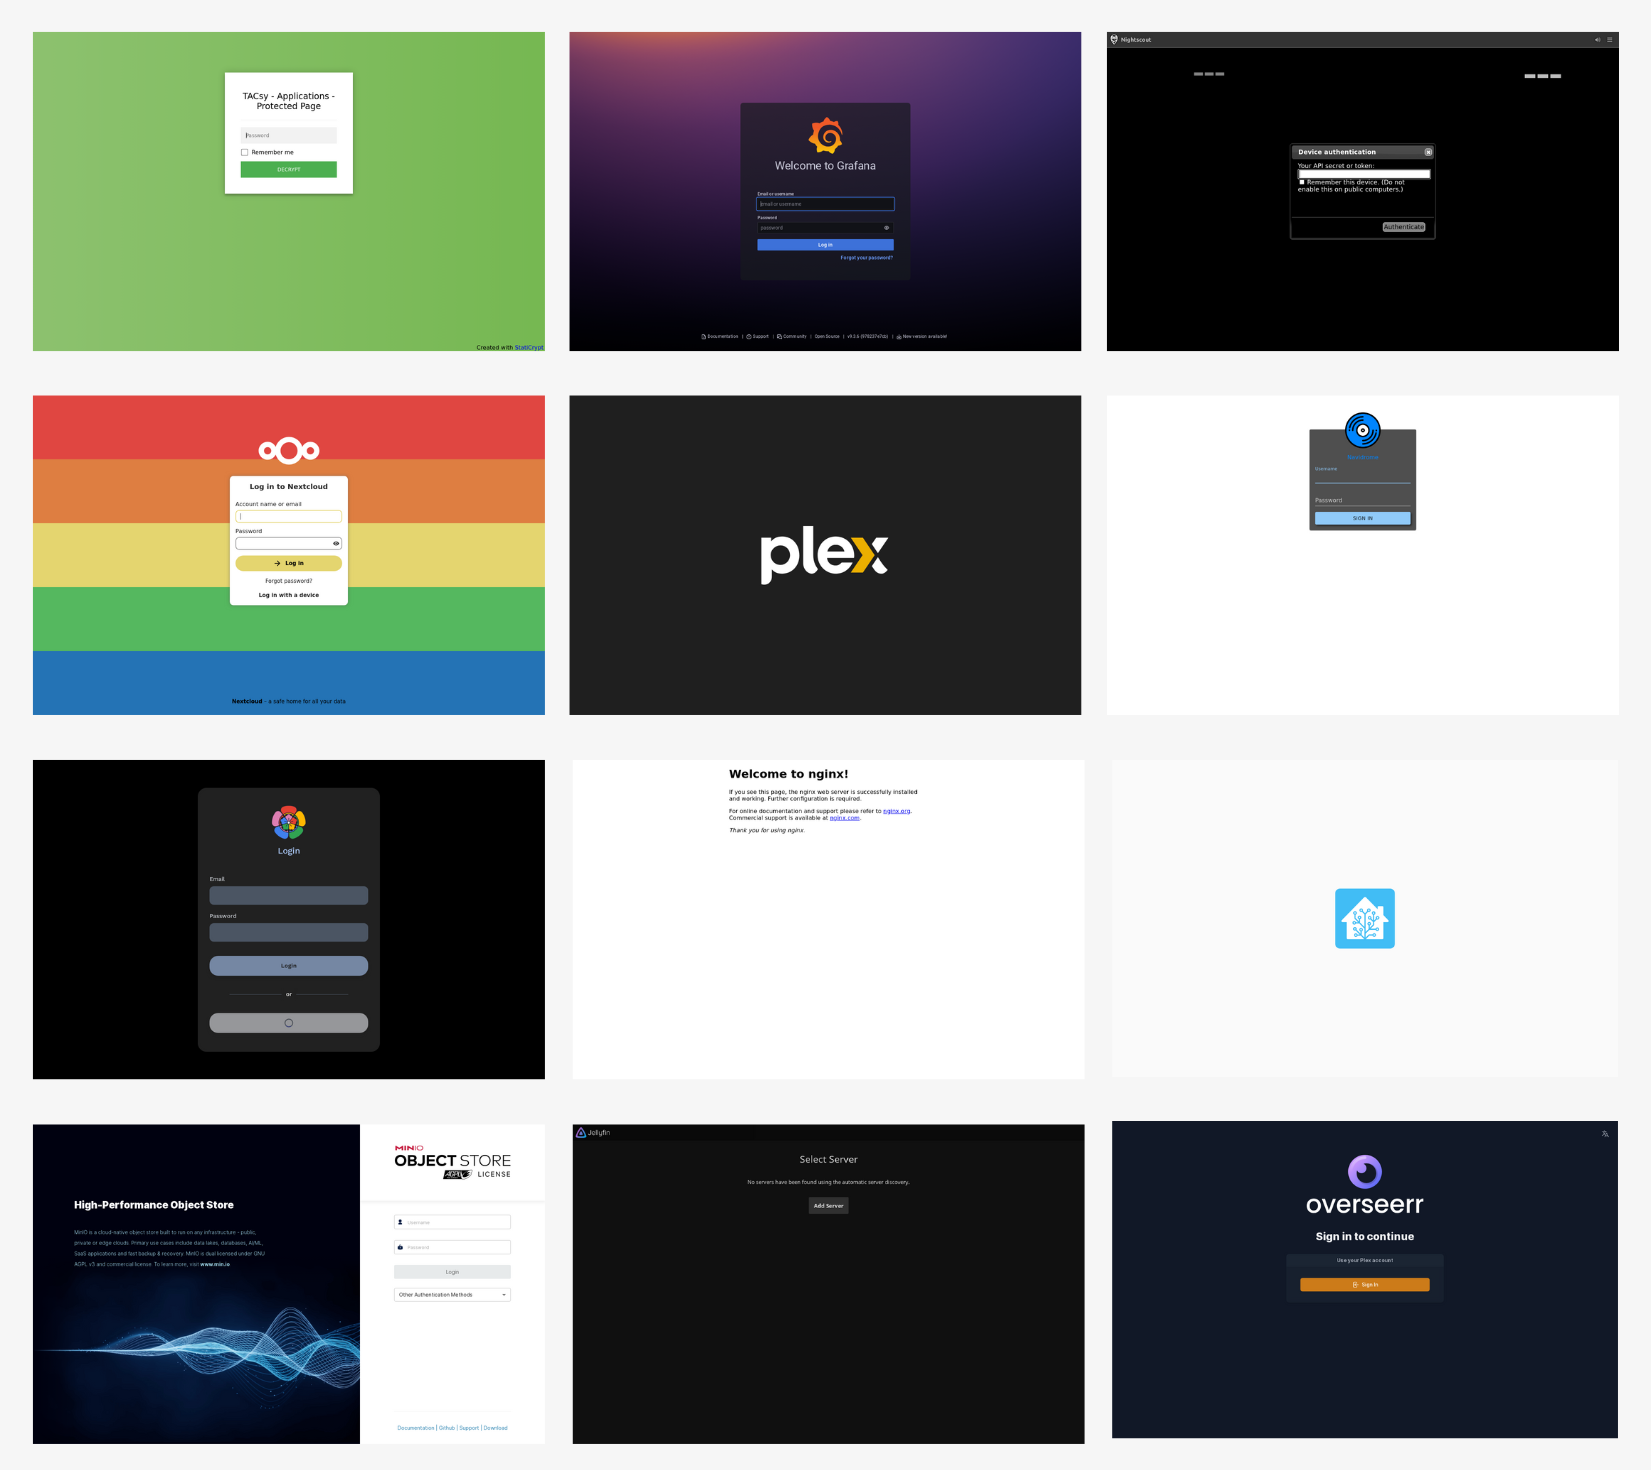 TACsy - Applications -
Protected Page
Password
Remember me
DECRYPT
Created with StatiCrypt
Welcome to Grafana
Email or username
email or username
Password
password
Log in
Forgot your password?
Documentation | Support | Community | Open Source | v9.3.6 (978237e7cb) | New version available!
Nightscout
Device authentication
Your API secret or token:
Remember this device. (Do not
enable this on public computers.)
Authenticate
Log in to Nextcloud
Account name or email
Password
Log in
Forgot password?
Log in with a device
Nextcloud – a safe home for all your data
plex
Username
Password
SIGN IN
Login
Email
Password
Login
or
Welcome to nginx!
If you see this page, the nginx web server is successfully installed
and working. Further configuration is required.
For online documentation and support please refer to nginx.org.
Commercial support is available at nginx.com.
Thank you for using nginx.
High-Performance Object Store
MinIO is a cloud-native object store built to run on any infrastructure - public,
private or edge clouds. Primary use cases include data lakes, databases, AI/ML,
SaaS applications and fast backup & recovery. MinIO is dual licensed under GNU
AGPL v3 and commercial license. To learn more, visit www.min.io
MINIO
OBJECT STORE
AGPL LICENSE
Username
Password
Login
Other Authentication Methods
Documentation | Github | Support | Download
Jellyfin
Select Server
No servers have been found using the automatic server discovery.
Add Server
overseerr
Sign in to continue
Use your Plex account
Sign In